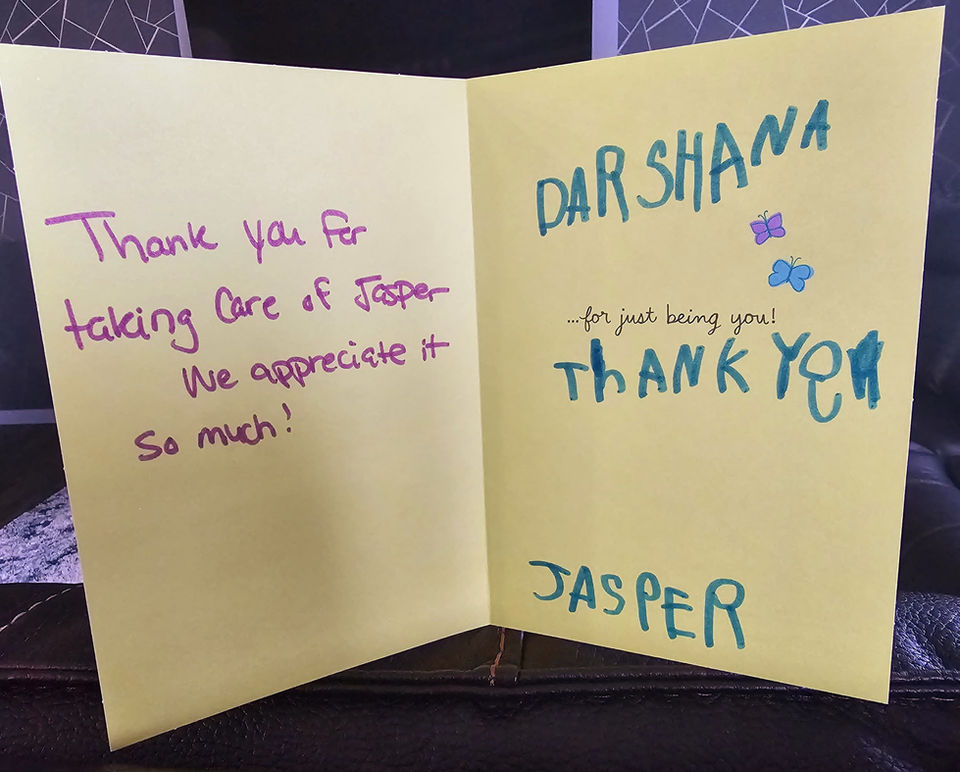 Thank you for
taking Care of Jasper
We appreciate it
So much!
DARSHANA
...for just being you!
ThANK YOU
JASPER